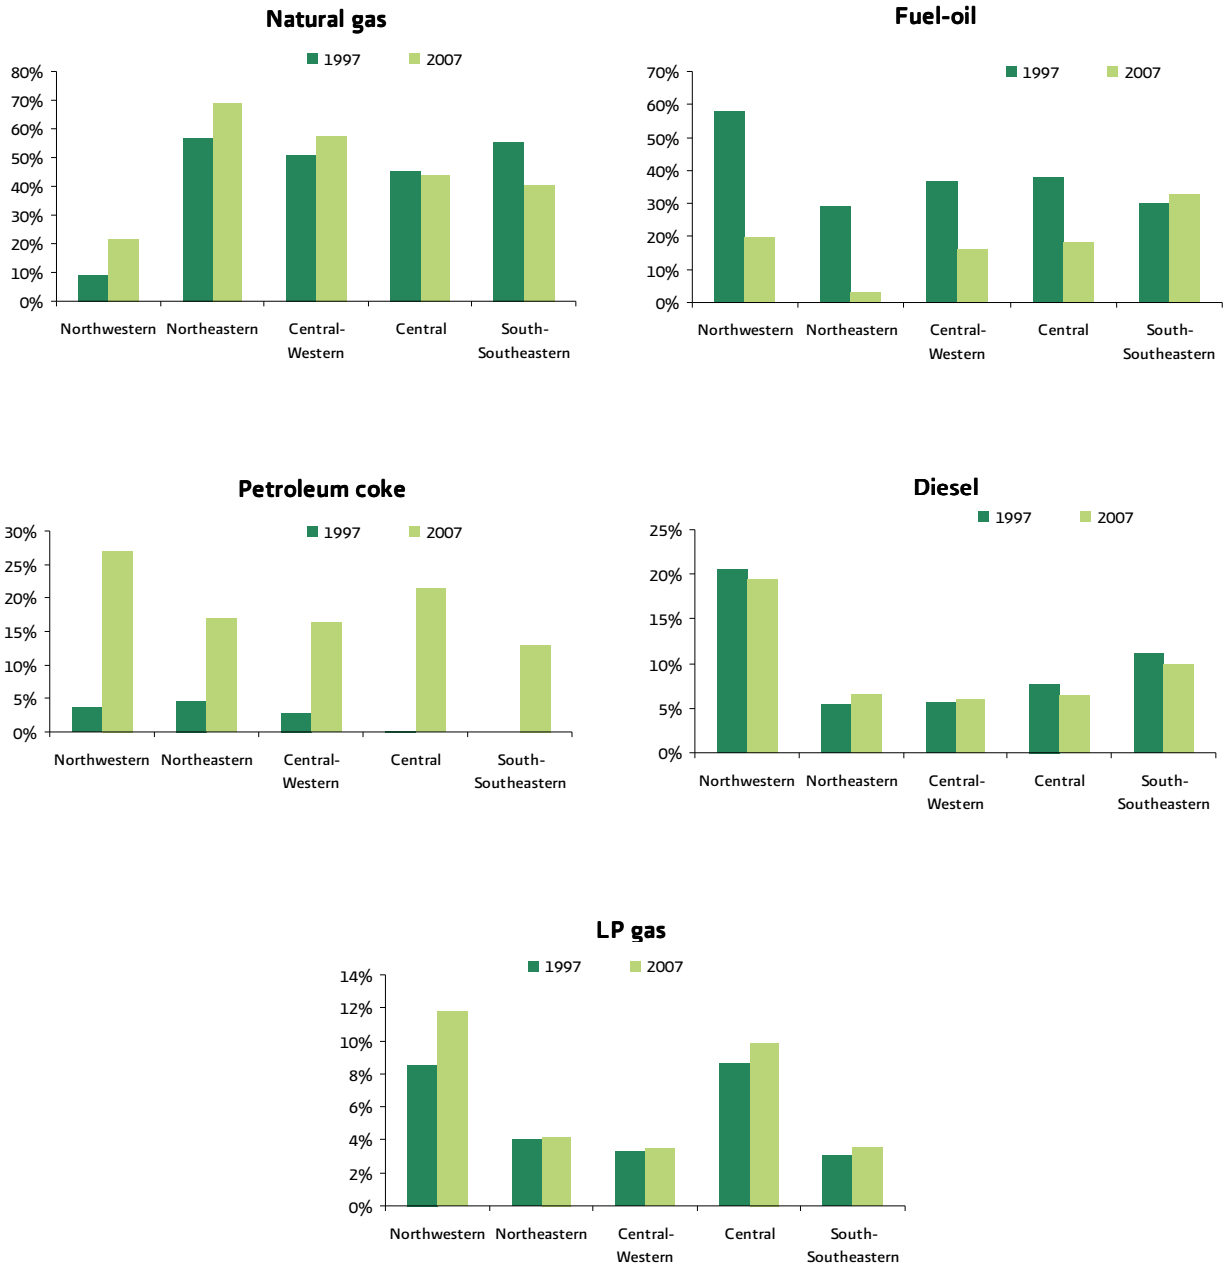 Natural gas
1997 2007
80%
70%
60%
50%
40%
30%
20%
10%
0%
Northwestern Northeastern Central- Central South-
Western Southeastern
Fuel-oil
1997 2007
70%
60%
50%
40%
30%
20%
10%
0%
Northwestern Northeastern Central- Central South-
Western Southeastern
Petroleum coke
1997 2007
30%
25%
20%
15%
10%
5%
0%
Northwestern Northeastern Central- Central South-
Western Southeastern
Diesel
1997 2007
25%
20%
15%
10%
5%
0%
Northwestern Northeastern Central- Central South-
Western Southeastern
LP gas
1997 2007
14%
12%
10%
8%
6%
4%
2%
0%
Northwestern Northeastern Central- Central South-
Western Southeastern